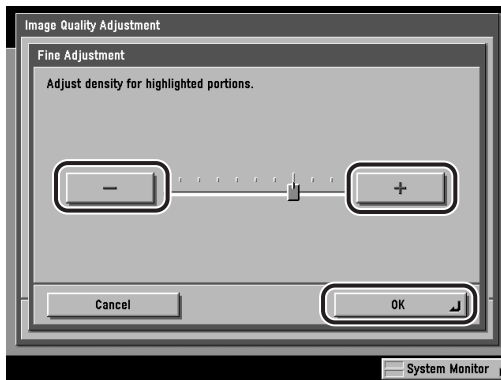 Image Quality Adjustment
Fine Adjustment
Adjust density for highlighted portions.
− +
Cancel OK
System Monitor